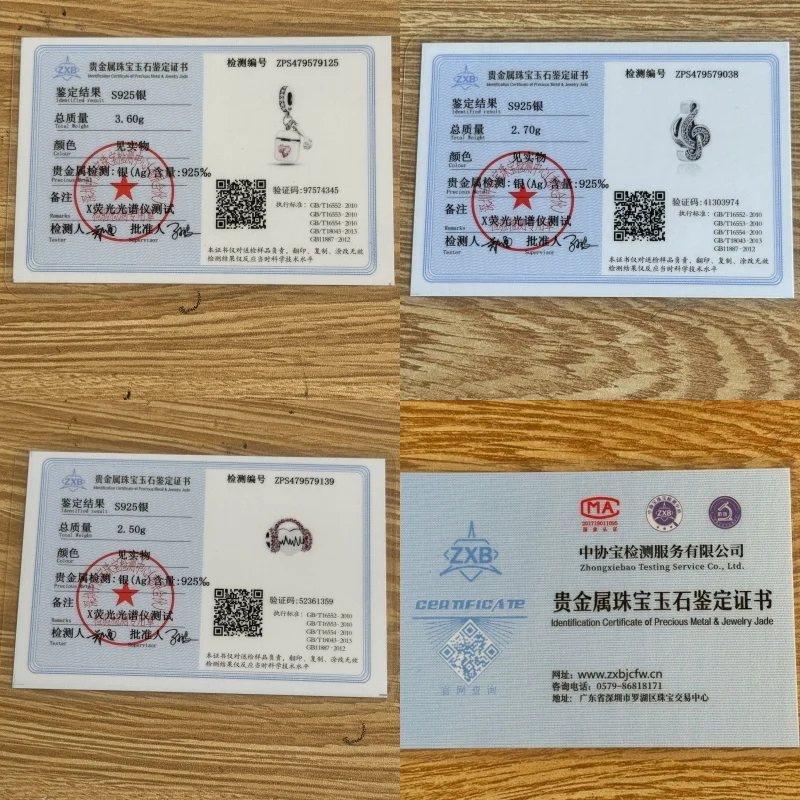 ZXB
贵金属珠宝玉石鉴定证书
Identification Certificate of Precious Metal & Jewelry Jade
检测编号 ZPS479579125
鉴定结果 S925银
Identified result
总质量 3.60g
Total Weight
颜色 见实物
Colour
贵金属检测:银(Ag)含量:925‰
Precious Metal
备注
Remarks
X荧光光谱仪测试
检测人 批准人
Tester Supervisor
验证码:97574345
执行标准: GB/T16552-2010
GB/T16553-2010
GB/T16554-2010
GB/T18043-2013
GB11887-2012
本证书仅对送检样品负责,翻印、复制、涂改无效
检测结果仅反应当时科学技术水平
ZXB
贵金属珠宝玉石鉴定证书
Identification Certificate of Precious Metal & Jewelry Jade
检测编号 ZPS479579038
鉴定结果 S925银
Identified result
总质量 2.70g
Total Weight
颜色 见实物
Colour
贵金属检测:银(Ag)含量:925‰
Precious Metal
备注
Remarks
X荧光光谱仪测试
检测人 批准人
Tester Supervisor
验证码:41303974
执行标准: GB/T16552-2010
GB/T16553-2010
GB/T16554-2010
GB/T18043-2013
GB11887-2012
本证书仅对送检样品负责,翻印、复制、涂改无效
检测结果仅反应当时科学技术水平
ZXB
贵金属珠宝玉石鉴定证书
Identification Certificate of Precious Metal & Jewelry Jade
检测编号 ZPS479579139
鉴定结果 S925银
Identified result
总质量 2.50g
Total Weight
颜色 见实物
Colour
贵金属检测:银(Ag)含量:925‰
Precious Metal
备注
Remarks
X荧光光谱仪测试
检测人 批准人
Tester Supervisor
验证码:52361359
执行标准: GB/T16552-2010
GB/T16553-2010
GB/T16554-2010
GB/T18043-2013
GB11887-2012
本证书仅对送检样品负责,翻印、复制、涂改无效
检测结果仅反应当时科学技术水平
MA
ZXB
ZXB
中协宝检测服务有限公司
Zhongxiebao Testing Service Co., Ltd.
CERTIFICATE
贵金属珠宝玉石鉴定证书
Identification Certificate of Precious Metal & Jewelry Jade
官网查询
网址: www.zxbjcfw.cn
咨询电话: 0579-86818171
地址: 广东省深圳市罗湖区珠宝交易中心